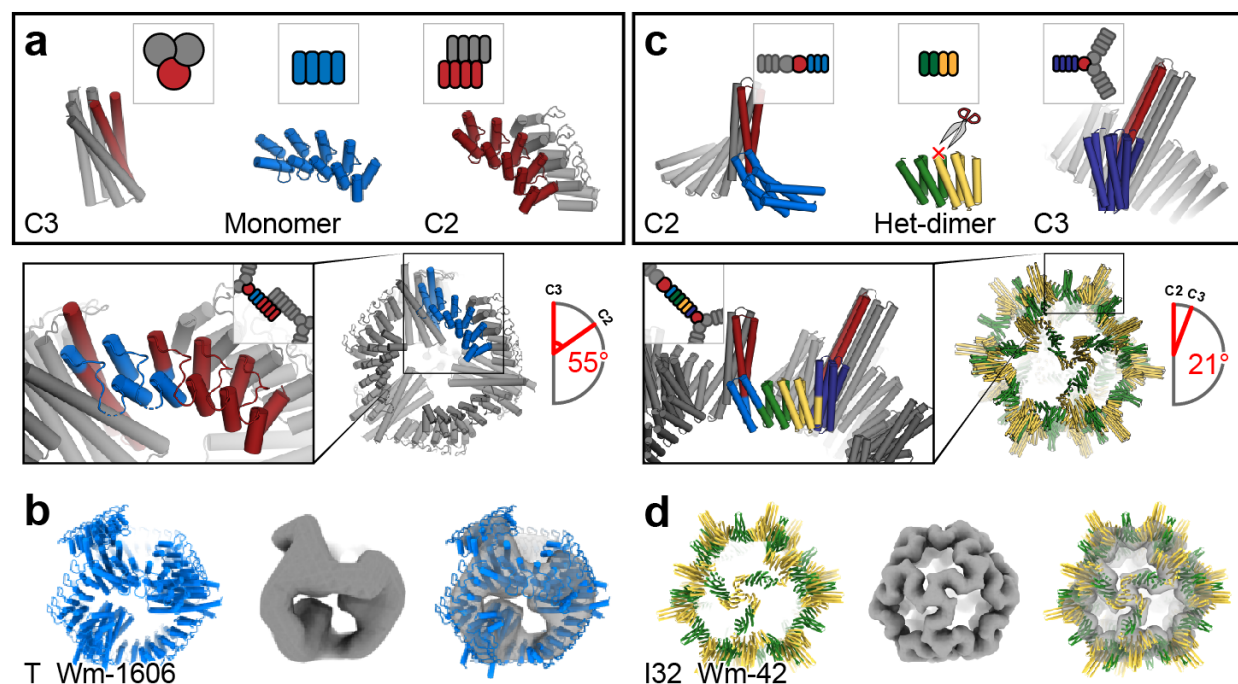 a
C3
Monomer
C2
c
C2
Het-dimer
C3
C3
C2
55°
C2
C3
21°
b
T Wm-1606
d
I32 Wm-42